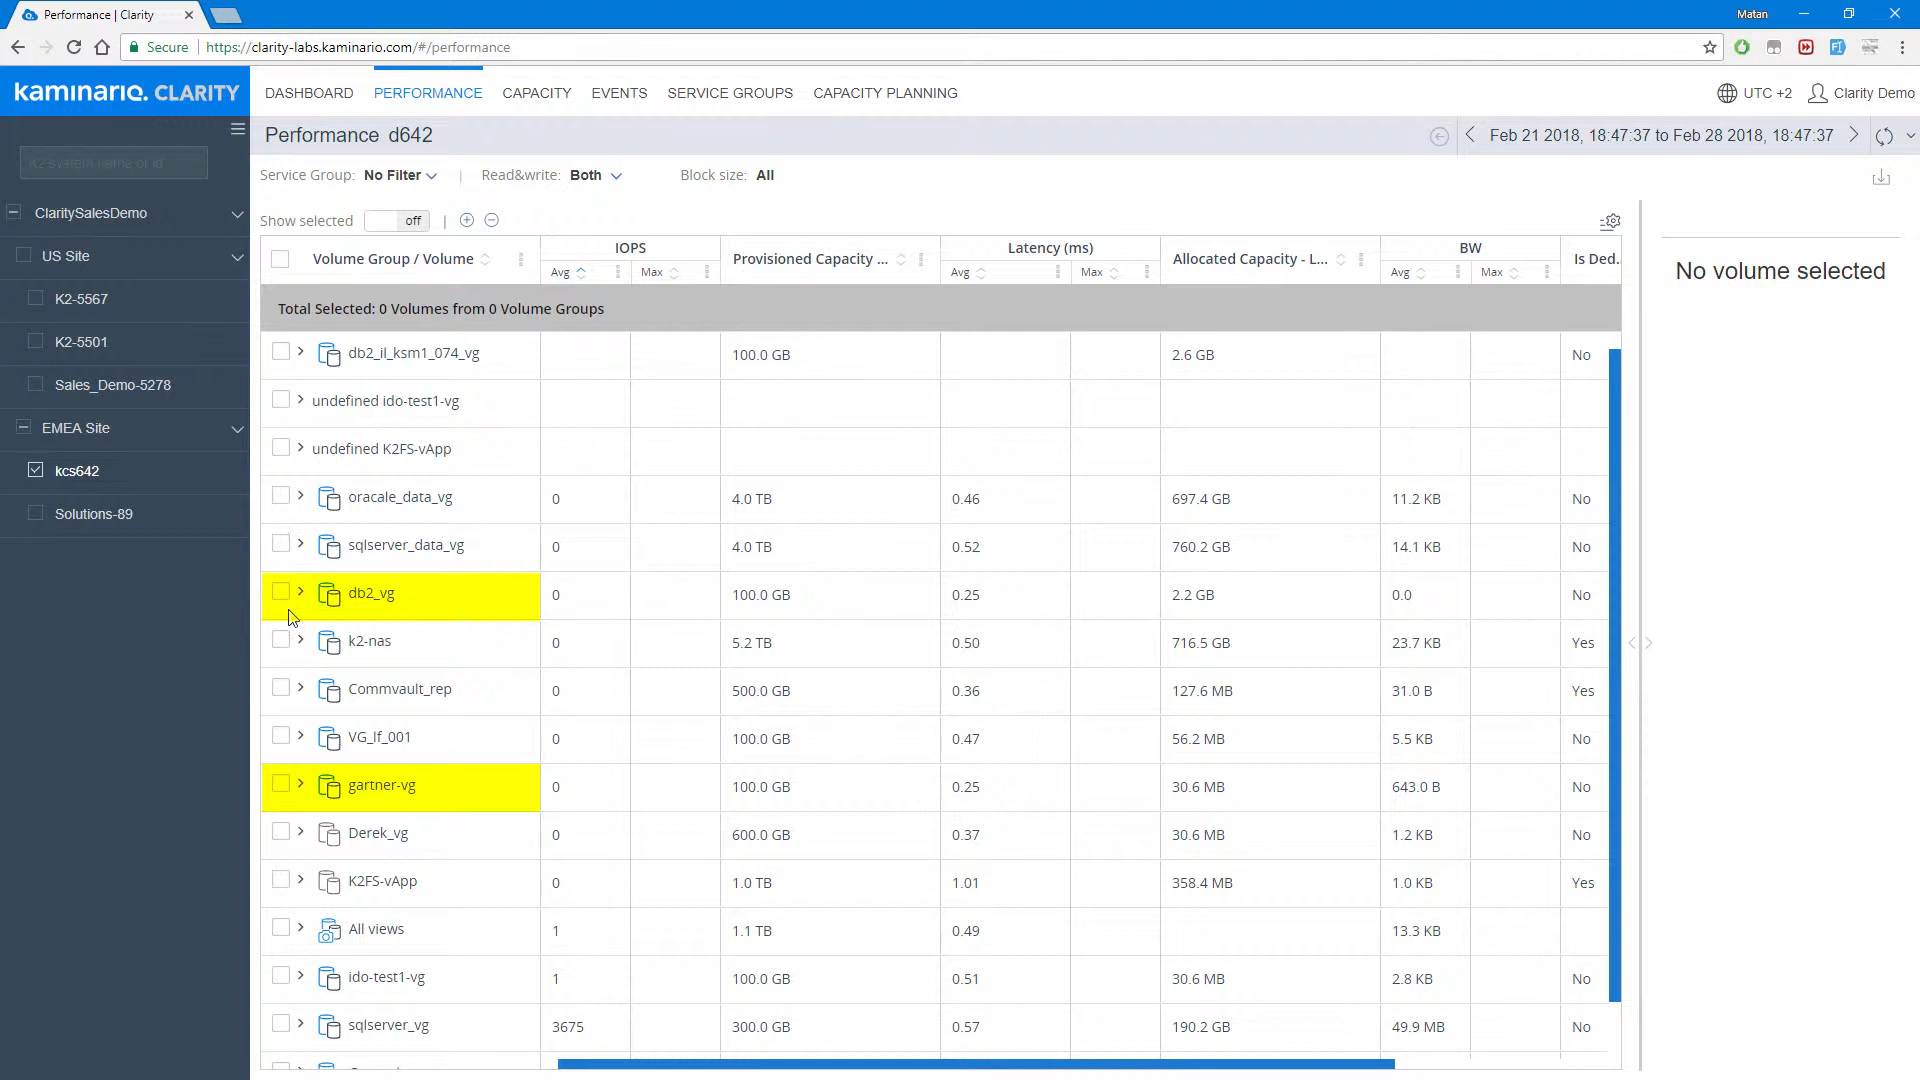 Performance | Clarity
Matan
Secure https://clarity-labs.kaminario.com/#/performance
kaminario. CLARITY
DASHBOARD PERFORMANCE CAPACITY EVENTS SERVICE GROUPS CAPACITY PLANNING
UTC +2 Clarity Demo
Performance d642
Feb 21 2018, 18:47:37 to Feb 28 2018, 18:47:37
K2 system name or id
ClaritySalesDemo
US Site
K2-5567
K2-5501
Sales_Demo-5278
EMEA Site
kcs642
Solutions-89
Service Group: No Filter | Read&write: Both Block size: All
Show selected off |
Volume Group / Volume IOPS Provisioned Capacity ... Latency (ms) Allocated Capacity - L... BW Is Ded.
Avg Max Avg Max Avg Max
Total Selected: 0 Volumes from 0 Volume Groups
db2_il_ksm1_074_vg 100.0 GB 2.6 GB No
undefined ido-test1-vg
undefined K2FS-vApp
oracale_data_vg 0 4.0 TB 0.46 697.4 GB 11.2 KB No
sqlserver_data_vg 0 4.0 TB 0.52 760.2 GB 14.1 KB No
db2_vg 0 100.0 GB 0.25 2.2 GB 0.0 No
k2-nas 0 5.2 TB 0.50 716.5 GB 23.7 KB Yes
Commvault_rep 0 500.0 GB 0.36 127.6 MB 31.0 B Yes
VG_lf_001 0 100.0 GB 0.47 56.2 MB 5.5 KB No
gartner-vg 0 100.0 GB 0.25 30.6 MB 643.0 B No
Derek_vg 0 600.0 GB 0.37 30.6 MB 1.2 KB No
K2FS-vApp 0 1.0 TB 1.01 358.4 MB 1.0 KB Yes
All views 1 1.1 TB 0.49 13.3 KB
ido-test1-vg 1 100.0 GB 0.51 30.6 MB 2.8 KB No
sqlserver_vg 3675 300.0 GB 0.57 190.2 GB 49.9 MB No
No volume selected